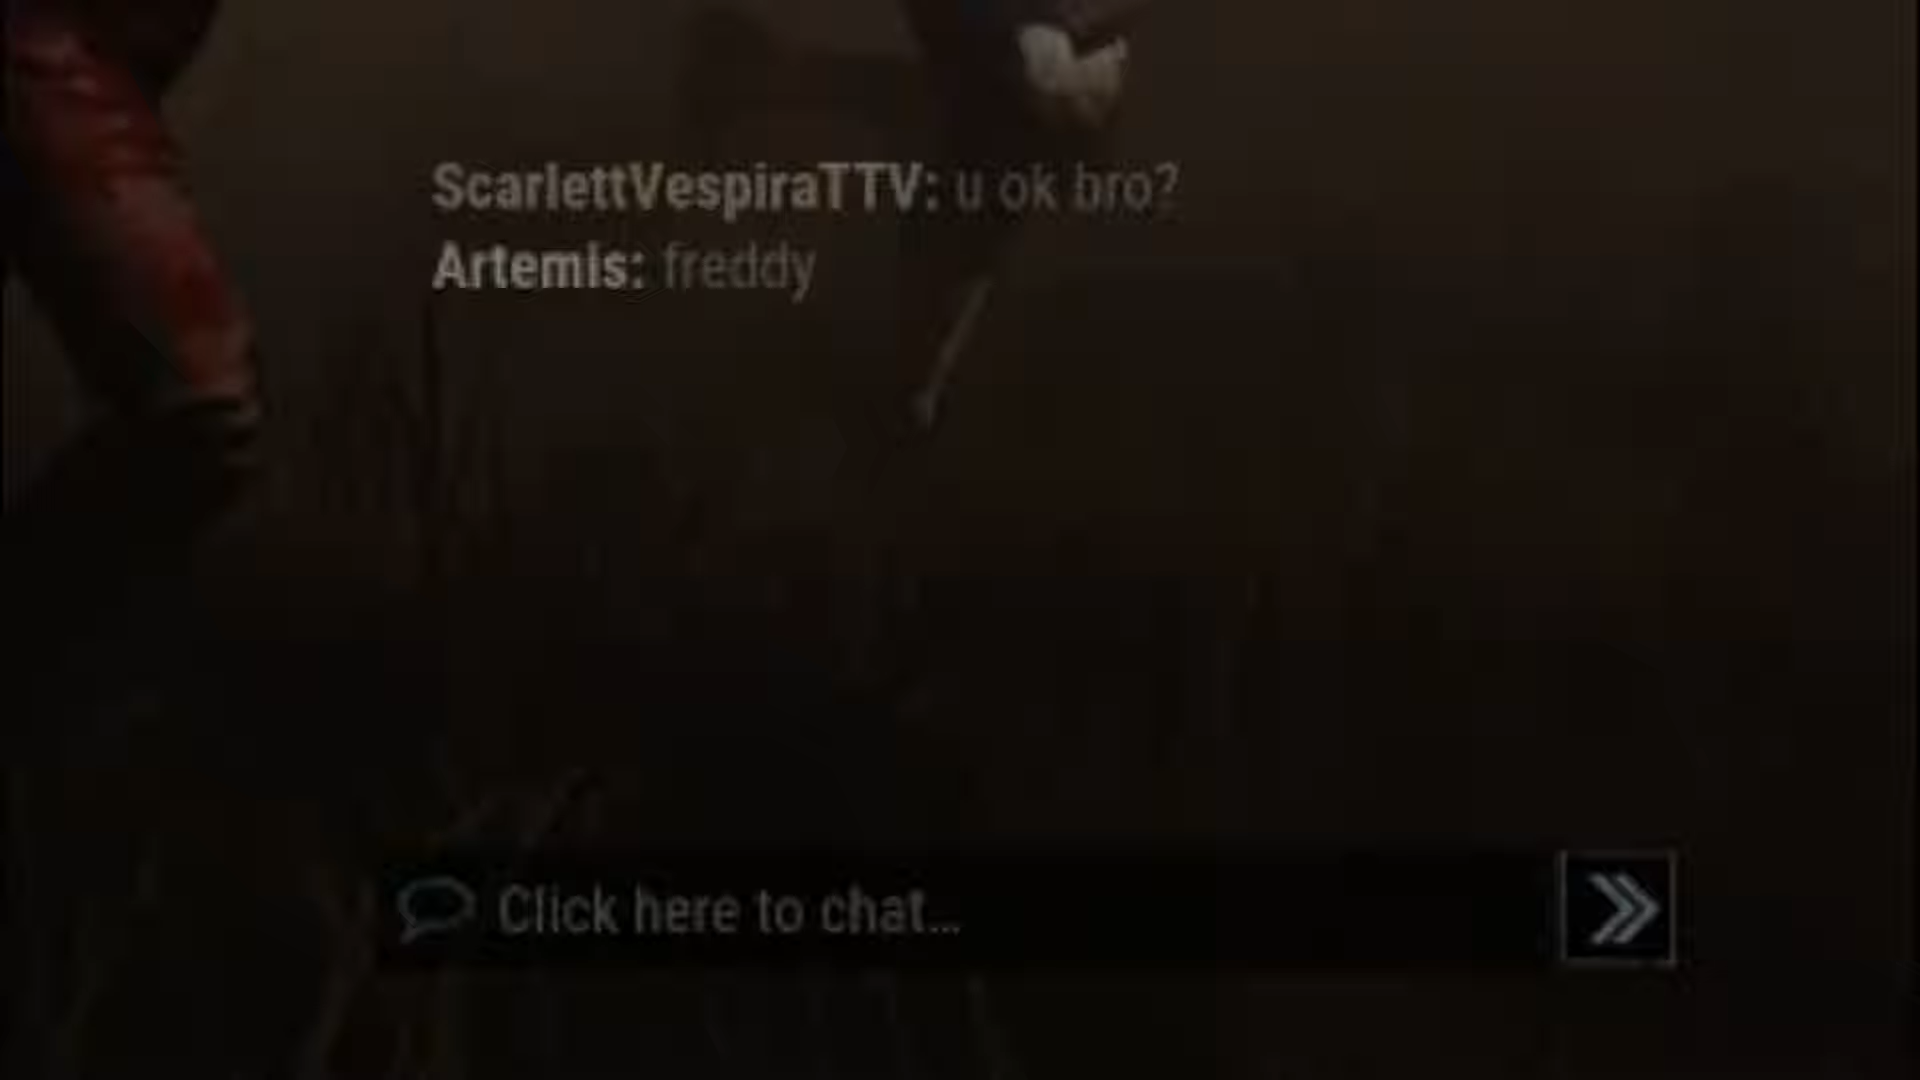 ScarlettVespiraTTV: u ok bro?
Artemis: freddy
Click here to chat...